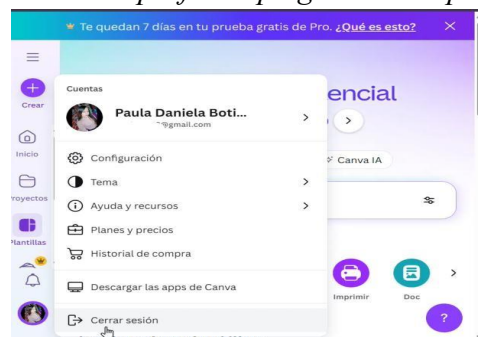 Te quedan 7 días en tu prueba gratis de Pro. ¿Qué es esto?
Crear
Inicio
Proyectos
Plantillas
Cuentas
Paula Daniela Boti...
@gmail.com
Configuración
Tema
Ayuda y recursos
Planes y precios
Historial de compra
Descargar las apps de Canva
Cerrar sesión
encial
Canva IA
Imprimir
Doc
?